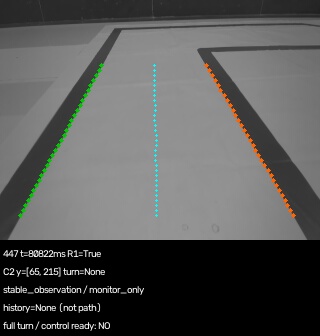 447 t=80822ms R1=True
C2 y=[65, 215] turn=None
stable_observation / monitor_only
history=None (not path)
full turn / control ready: NO